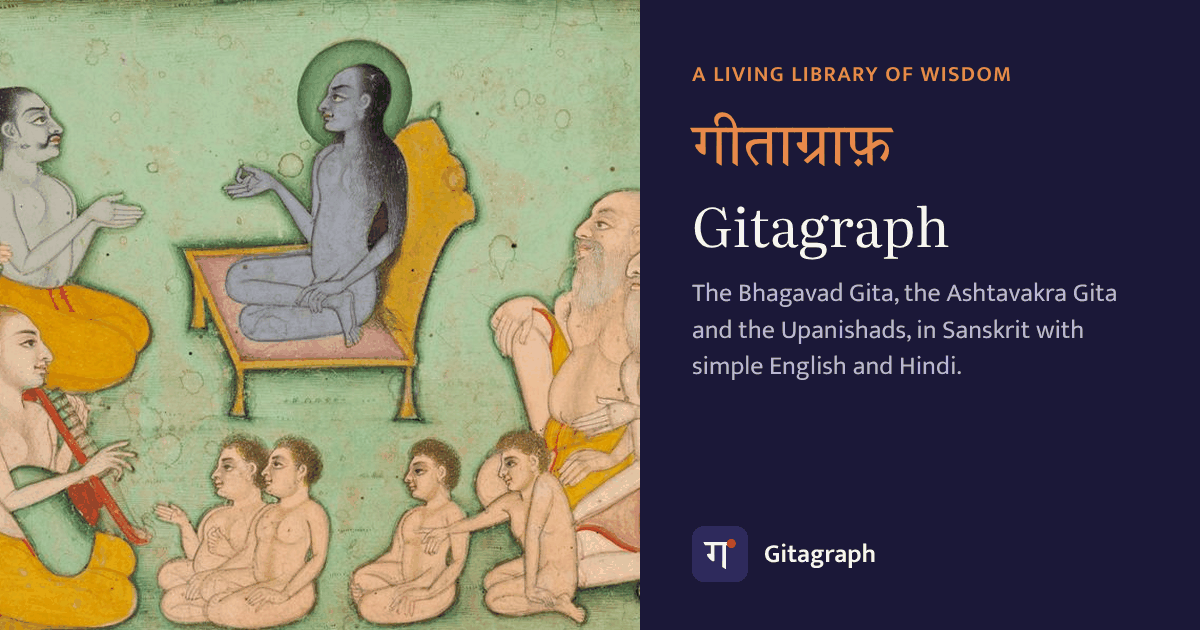 A LIVING LIBRARY OF WISDOM
गीताग्राफ़
Gitagraph
The Bhagavad Gita, the Ashtavakra Gita
and the Upanishads, in Sanskrit with
simple English and Hindi.
ग
Gitagraph